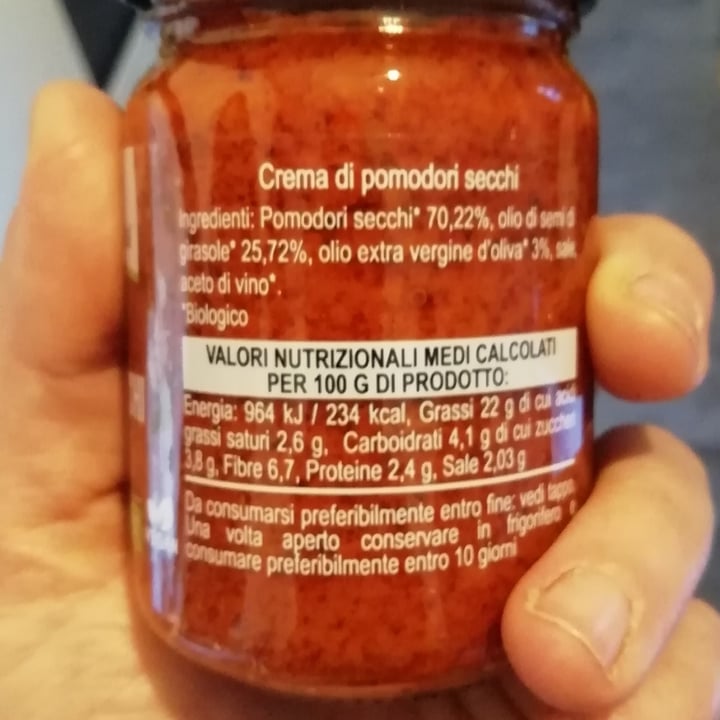 Crema di pomodori secchi
Ingredienti: Pomodori secchi* 70,22%, olio di semi di
girasole* 25,72%, olio extra vergine d'oliva* 3%, sale,
aceto di vino*.
*Biologico
VALORI NUTRIZIONALI MEDI CALCOLATI
PER 100 G DI PRODOTTO:
Energia: 964 kJ / 234 kcal, Grassi 22 g di cui acidi
grassi saturi 2,6 g, Carboidrati 4,1 g di cui zuccheri
3,8 g, Fibre 6,7, Proteine 2,4 g, Sale 2,03 g
Da consumarsi preferibilmente entro fine: vedi tappo.
Una volta aperto conservare in frigorifero e
consumare preferibilmente entro 10 giorni